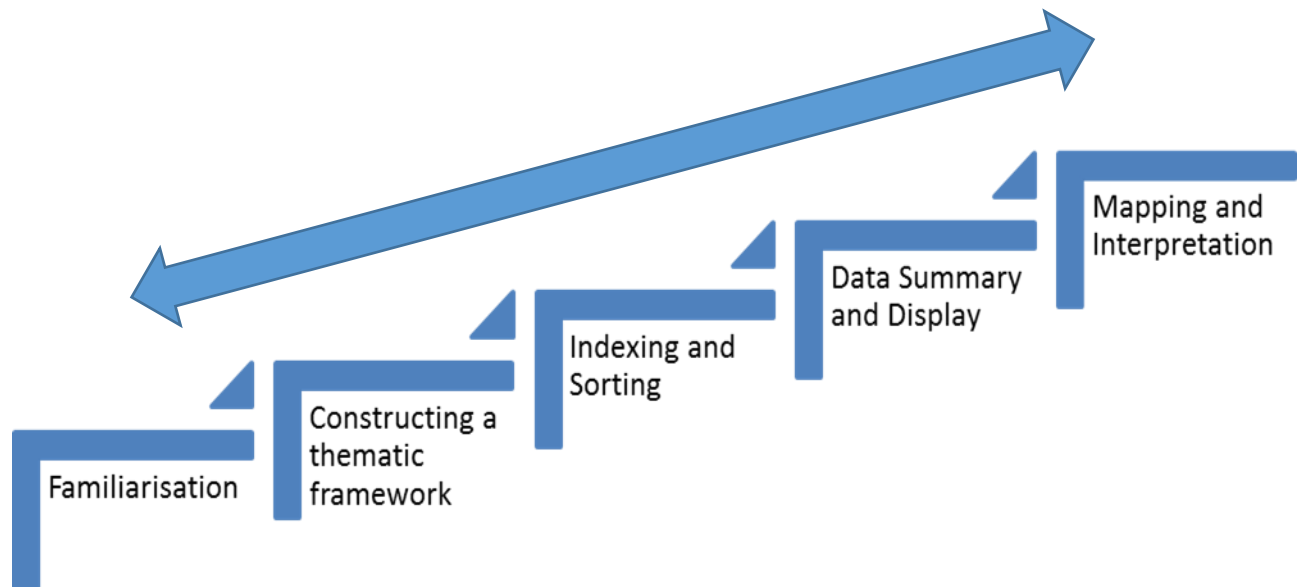 Familiarisation
Constructing a
thematic
framework
Indexing and
Sorting
Data Summary
and Display
Mapping and
Interpretation